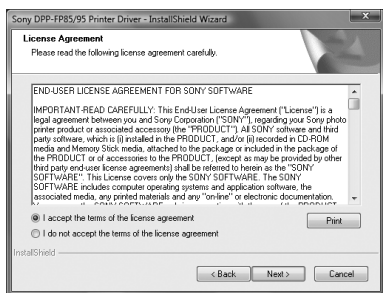 Sony DPP-FP85/95 Printer Driver - InstallShield Wizard
License Agreement
Please read the following license agreement carefully.
END-USER LICENSE AGREEMENT FOR SONY SOFTWARE
IMPORTANT-READ CAREFULLY: This End-User License Agreement ("License") is a
legal agreement between you and Sony Corporation ("SONY"), regarding your Sony photo
printer product or associated accessory (the "PRODUCT"). All SONY software and third
party software, which is (i) installed in the PRODUCT, and/or (ii) recorded in CD-ROM
media and Memory Stick media, attached to the package or included in the package of
the PRODUCT or of accessories to the PRODUCT, (except as may be provided by other
third party end-user license agreements) shall be referred to herein as the "SONY
SOFTWARE". This License covers only the SONY SOFTWARE. The SONY
SOFTWARE includes computer operating systems and application software, the
associated media, any printed materials and any "on-line" or electronic documentation.
I accept the terms of the license agreement
Print
I do not accept the terms of the license agreement
InstallShield
< Back
Next >
Cancel